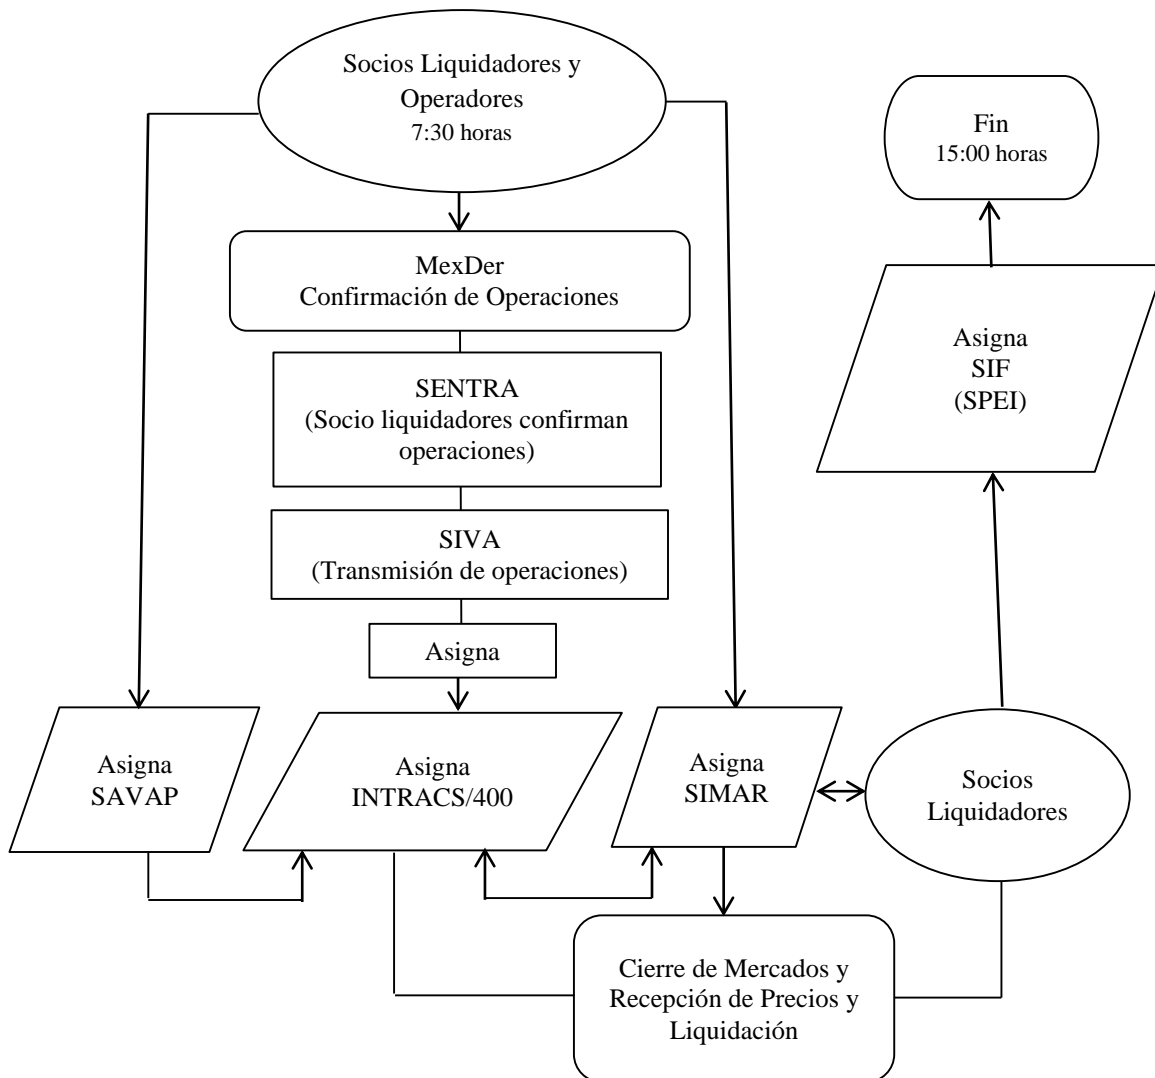 Socios Liquidadores y
Operadores
7:30 horas
Fin
15:00 horas
MexDer
Confirmación de Operaciones
SENTRA
(Socio liquidadores confirman
operaciones)
SIVA
(Transmisión de operaciones)
Asigna
Asigna
SIF
(SPEI)
Asigna
SAVAP
Asigna
INTRACS/400
Asigna
SIMAR
Socios
Liquidadores
Cierre de Mercados y
Recepción de Precios y
Liquidación